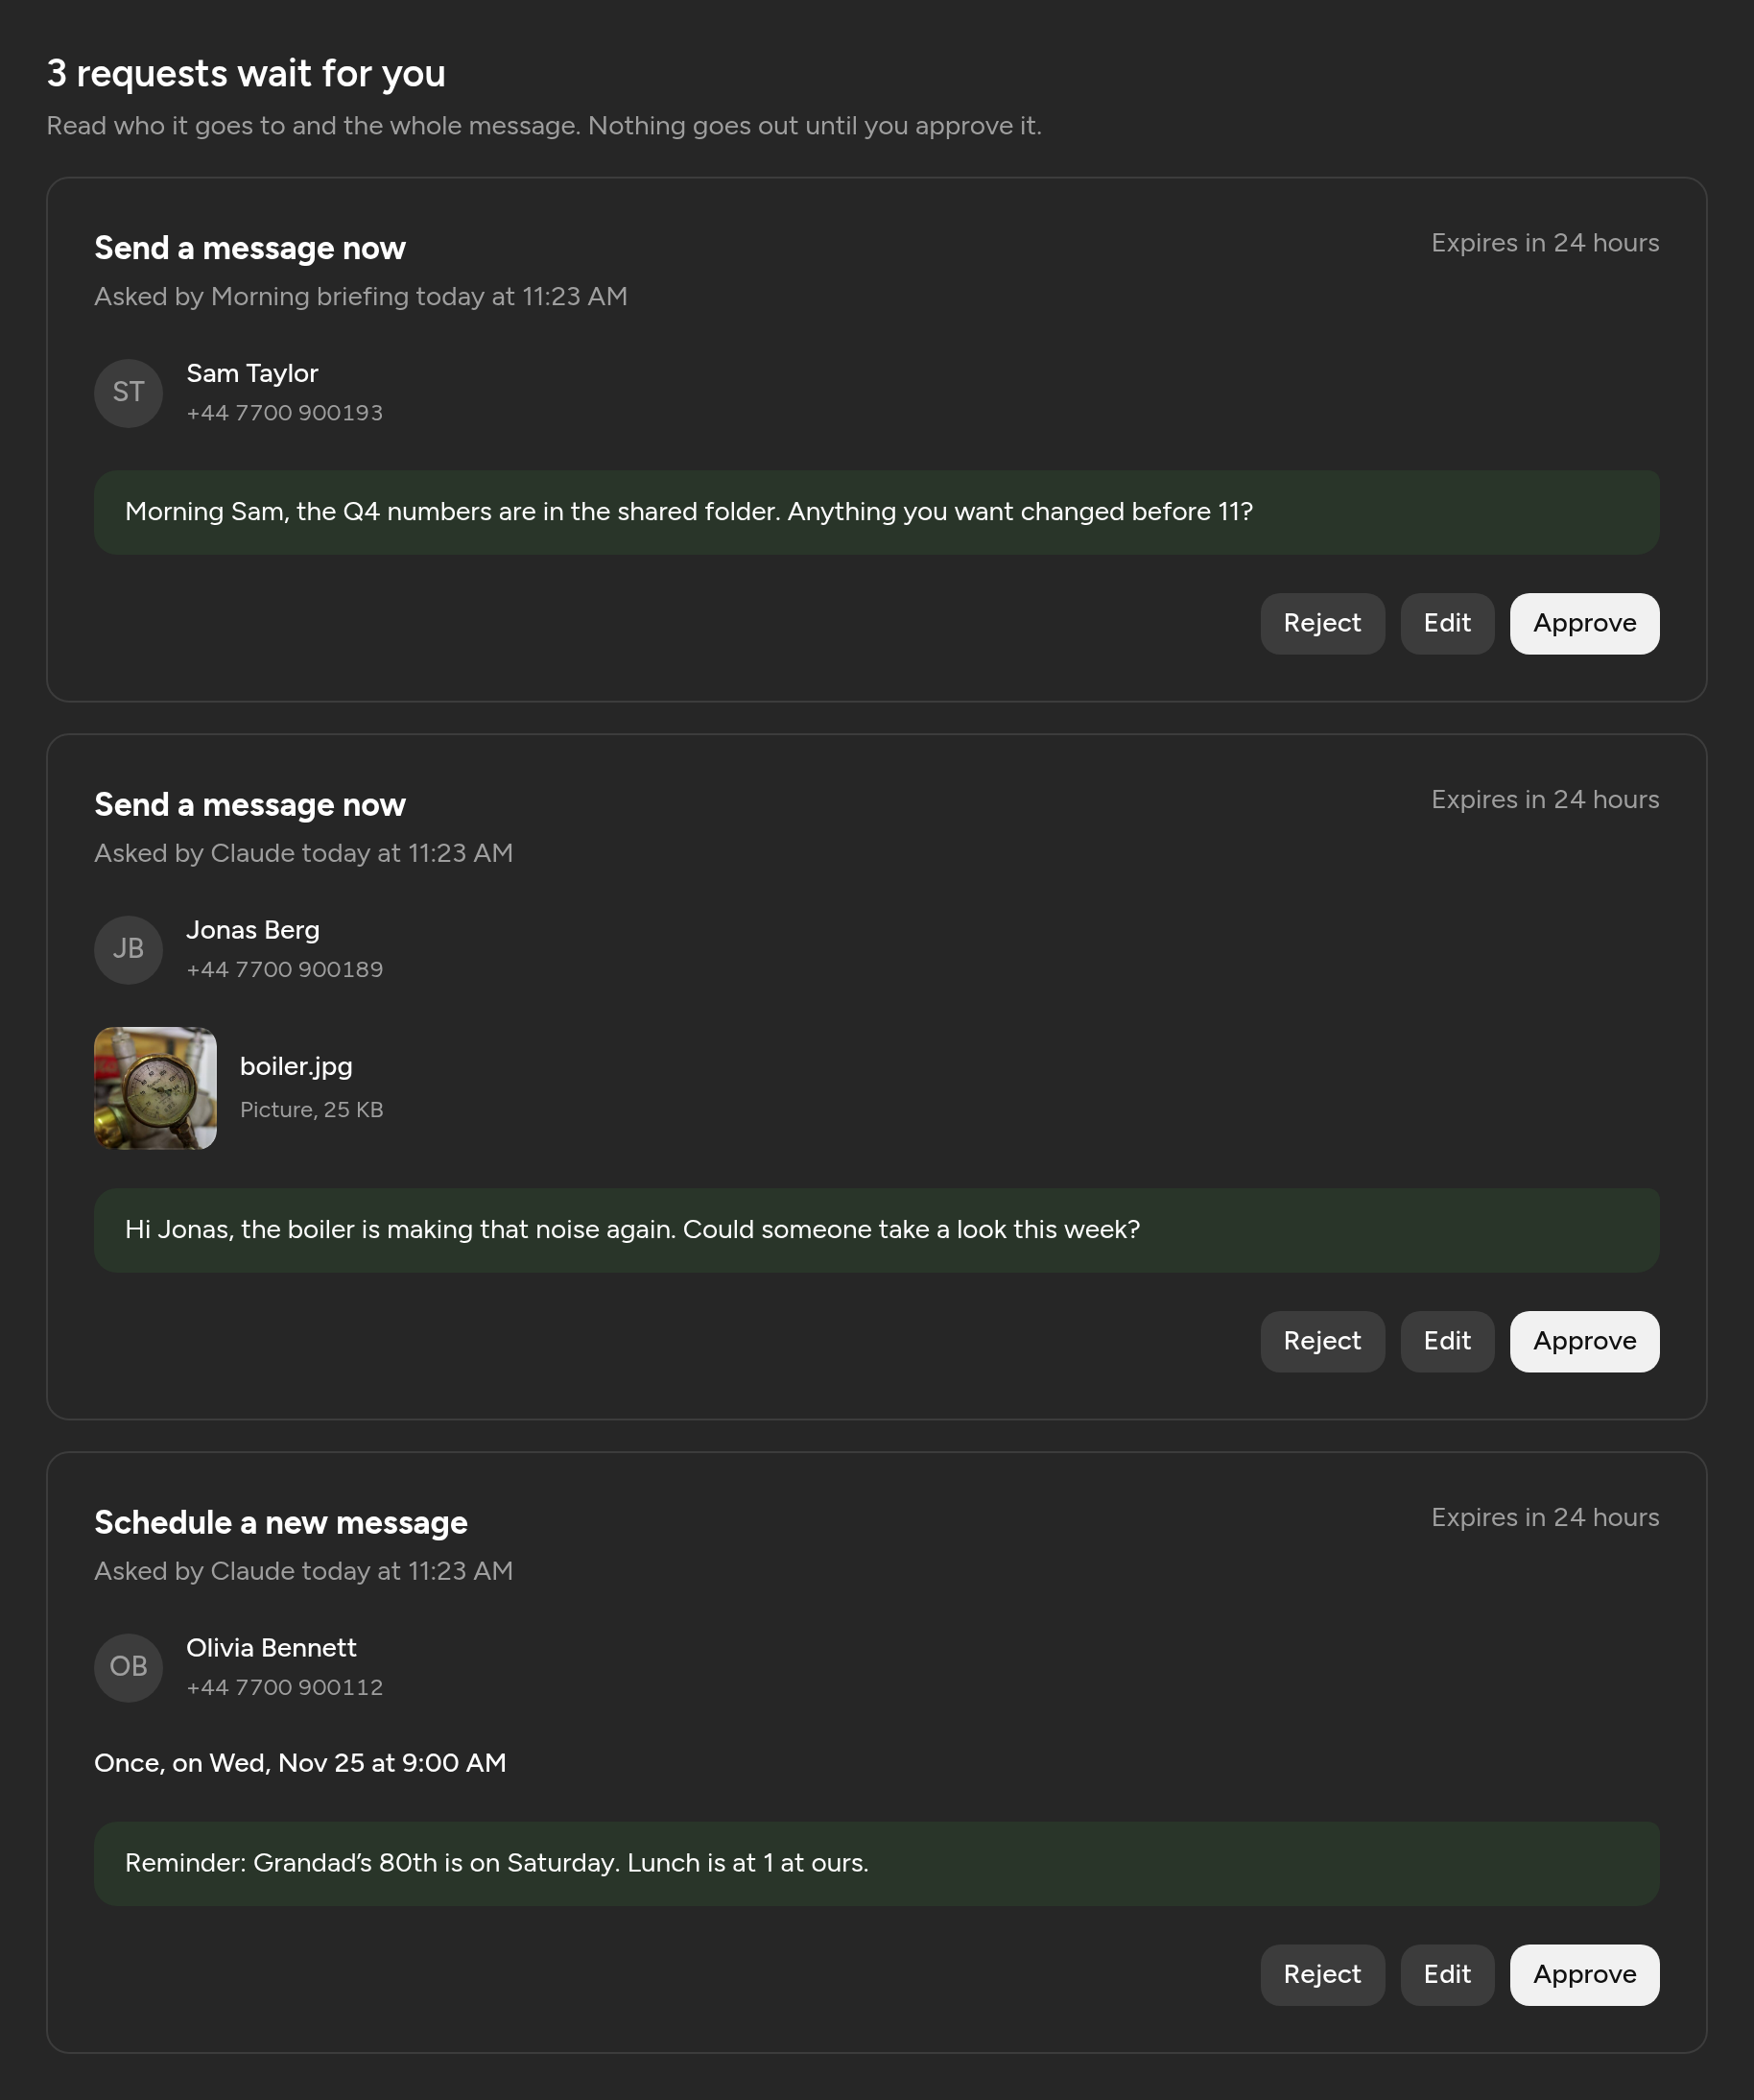 3 requests wait for you
Read who it goes to and the whole message. Nothing goes out until you approve it.
Send a message now
Expires in 24 hours
Asked by Morning briefing today at 11:23 AM
ST
Sam Taylor
+44 7700 900193
Morning Sam, the Q4 numbers are in the shared folder. Anything you want changed before 11?
Reject
Edit
Approve
Send a message now
Expires in 24 hours
Asked by Claude today at 11:23 AM
JB
Jonas Berg
+44 7700 900189
boiler.jpg
Picture, 25 KB
Hi Jonas, the boiler is making that noise again. Could someone take a look this week?
Reject
Edit
Approve
Schedule a new message
Expires in 24 hours
Asked by Claude today at 11:23 AM
OB
Olivia Bennett
+44 7700 900112
Once, on Wed, Nov 25 at 9:00 AM
Reminder: Grandad’s 80th is on Saturday. Lunch is at 1 at ours.
Reject
Edit
Approve